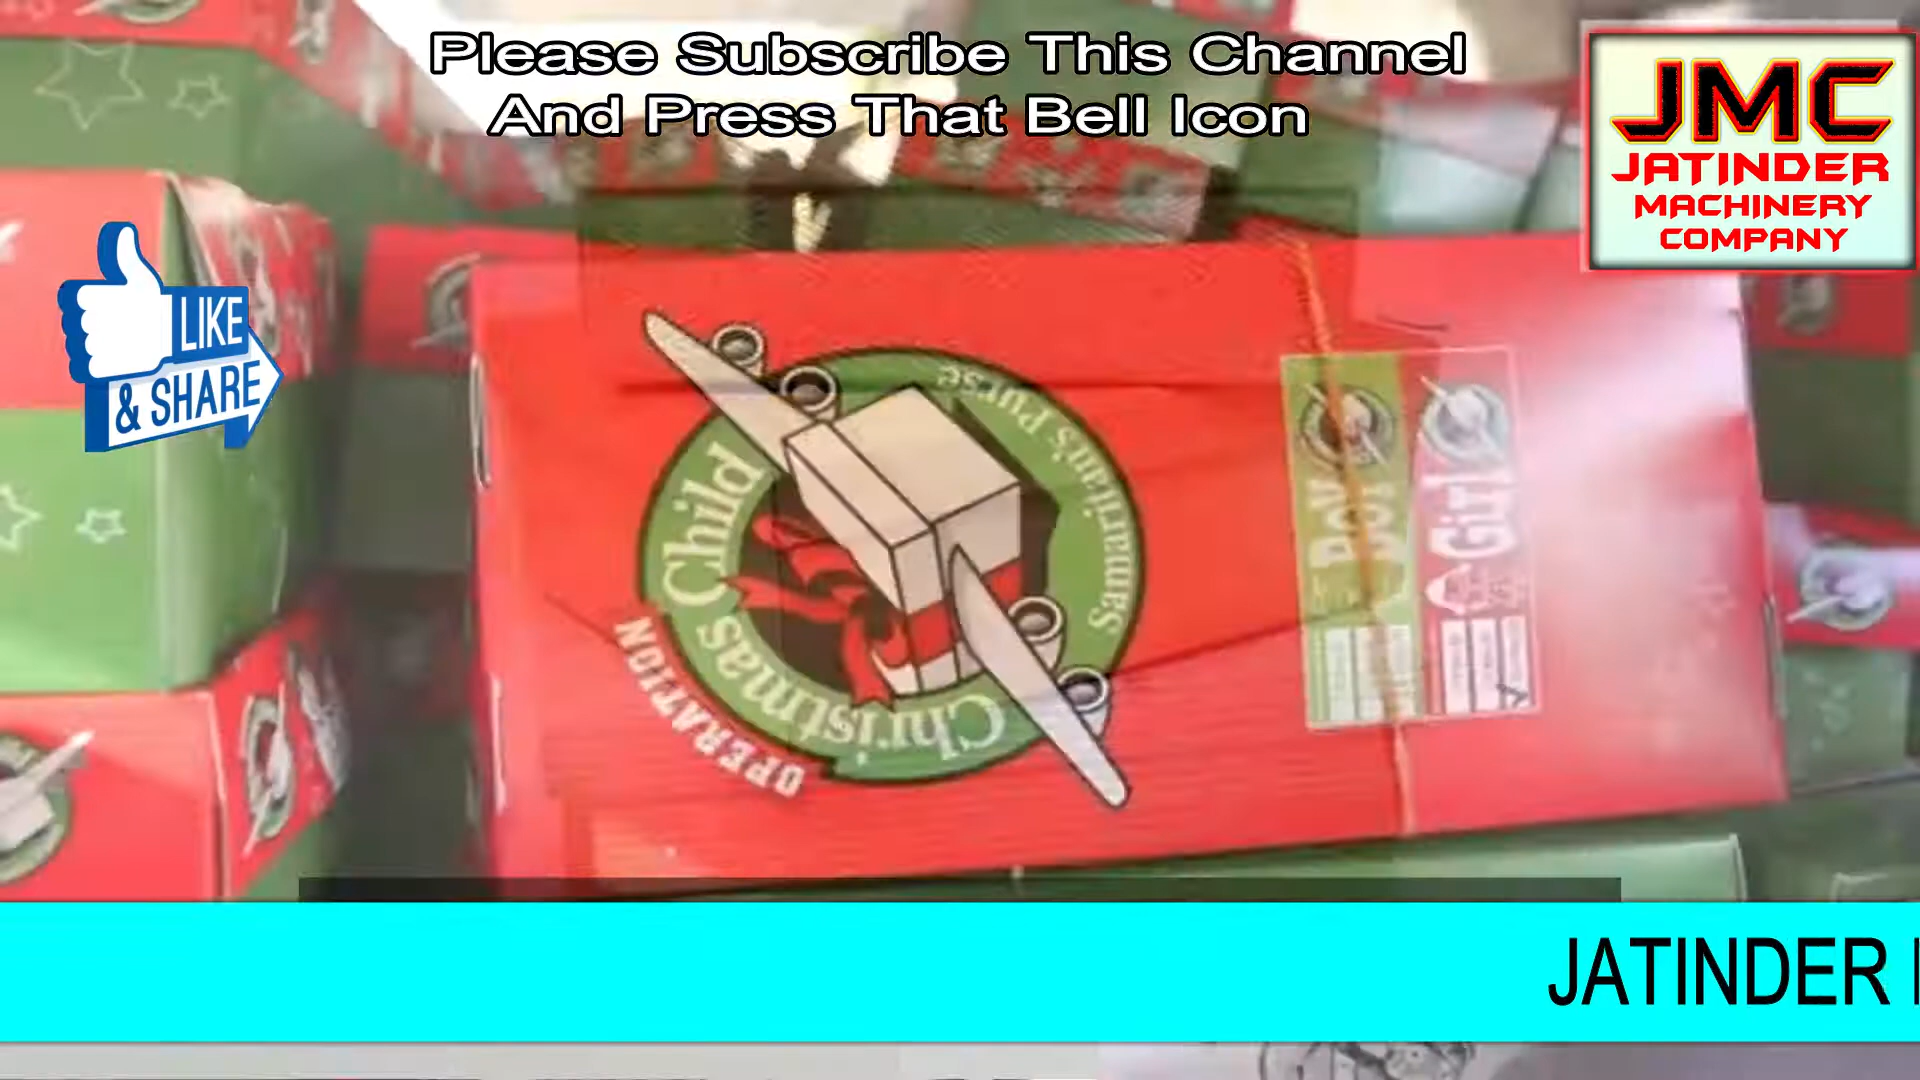 Please Subscribe This Channel
And Press That Bell Icon
JMC
JATINDER
MACHINERY
COMPANY
LIKE
& SHARE
Samaritan's Purse
OPERATION
Christmas Child
Boy
Girl
JATINDER